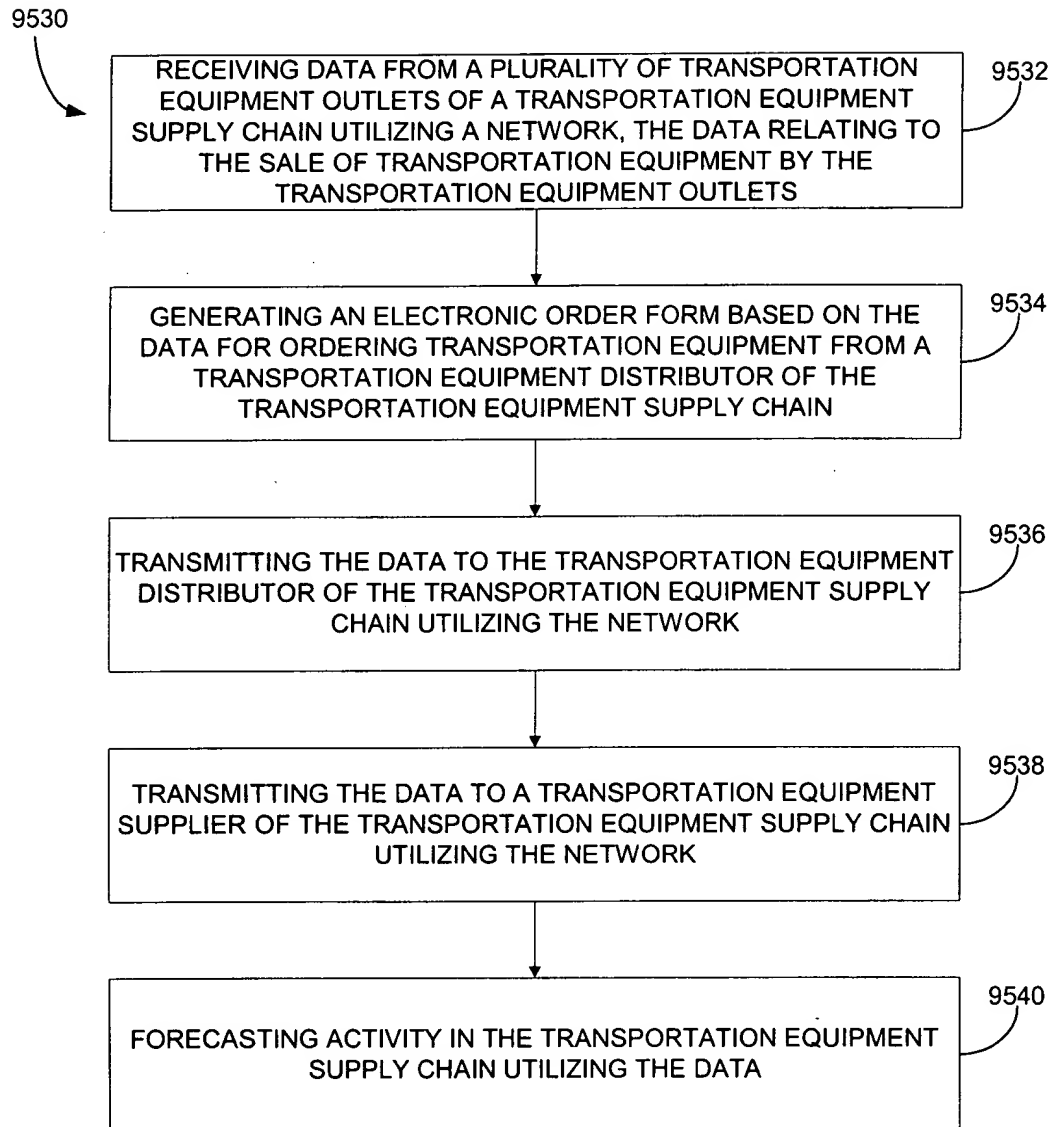 9530
RECEIVING DATA FROM A PLURALITY OF TRANSPORTATION
EQUIPMENT OUTLETS OF A TRANSPORTATION EQUIPMENT
SUPPLY CHAIN UTILIZING A NETWORK, THE DATA RELATING TO
THE SALE OF TRANSPORTATION EQUIPMENT BY THE
TRANSPORTATION EQUIPMENT OUTLETS
9532
GENERATING AN ELECTRONIC ORDER FORM BASED ON THE
DATA FOR ORDERING TRANSPORTATION EQUIPMENT FROM A
TRANSPORTATION EQUIPMENT DISTRIBUTOR OF THE
TRANSPORTATION EQUIPMENT SUPPLY CHAIN
9534
TRANSMITTING THE DATA TO THE TRANSPORTATION EQUIPMENT
DISTRIBUTOR OF THE TRANSPORTATION EQUIPMENT SUPPLY
CHAIN UTILIZING THE NETWORK
9536
TRANSMITTING THE DATA TO A TRANSPORTATION EQUIPMENT
SUPPLIER OF THE TRANSPORTATION EQUIPMENT SUPPLY CHAIN
UTILIZING THE NETWORK
9538
FORECASTING ACTIVITY IN THE TRANSPORTATION EQUIPMENT
SUPPLY CHAIN UTILIZING THE DATA
9540